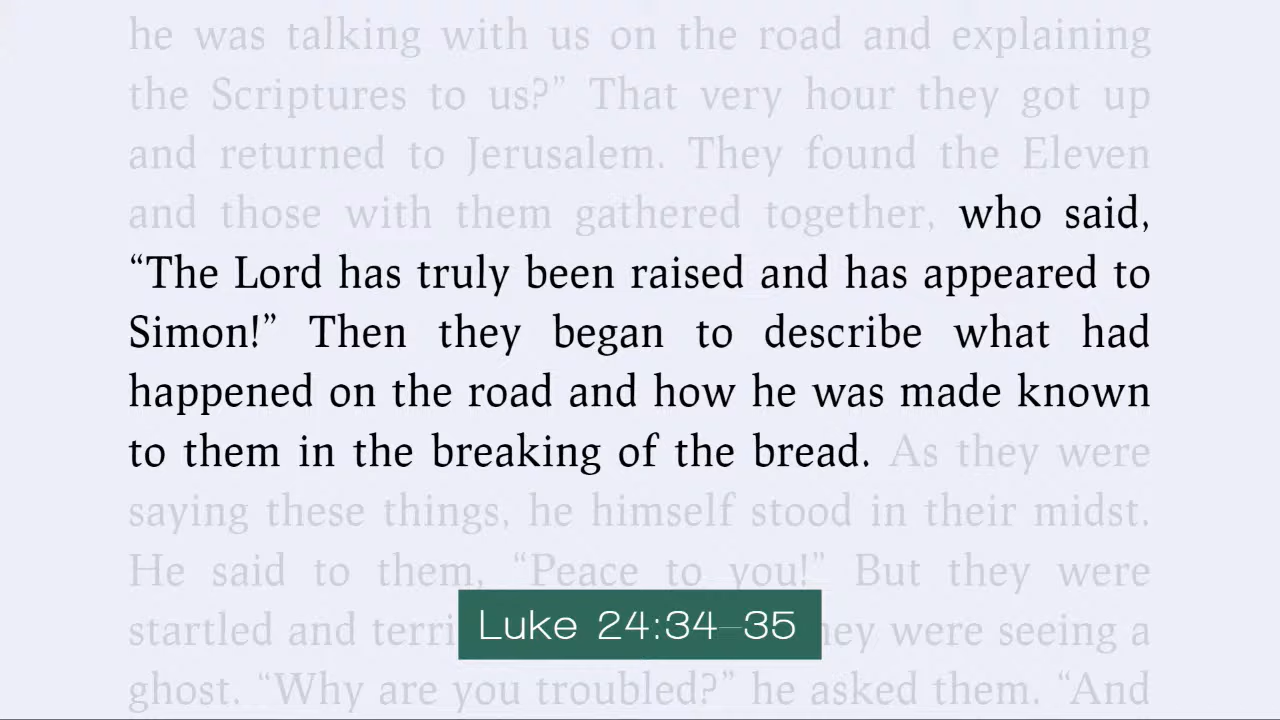 he was talking with us on the road and explaining
the Scriptures to us?” That very hour they got up
and returned to Jerusalem. They found the Eleven
and those with them gathered together, who said,
“The Lord has truly been raised and has appeared to
Simon!” Then they began to describe what had
happened on the road and how he was made known
to them in the breaking of the bread. As they were
saying these things, he himself stood in their midst.
He said to them, “Peace to you!” But they were
startled and terri hey were seeing a
Luke 24:34–35
ghost. “Why are you troubled?” he asked them. “And